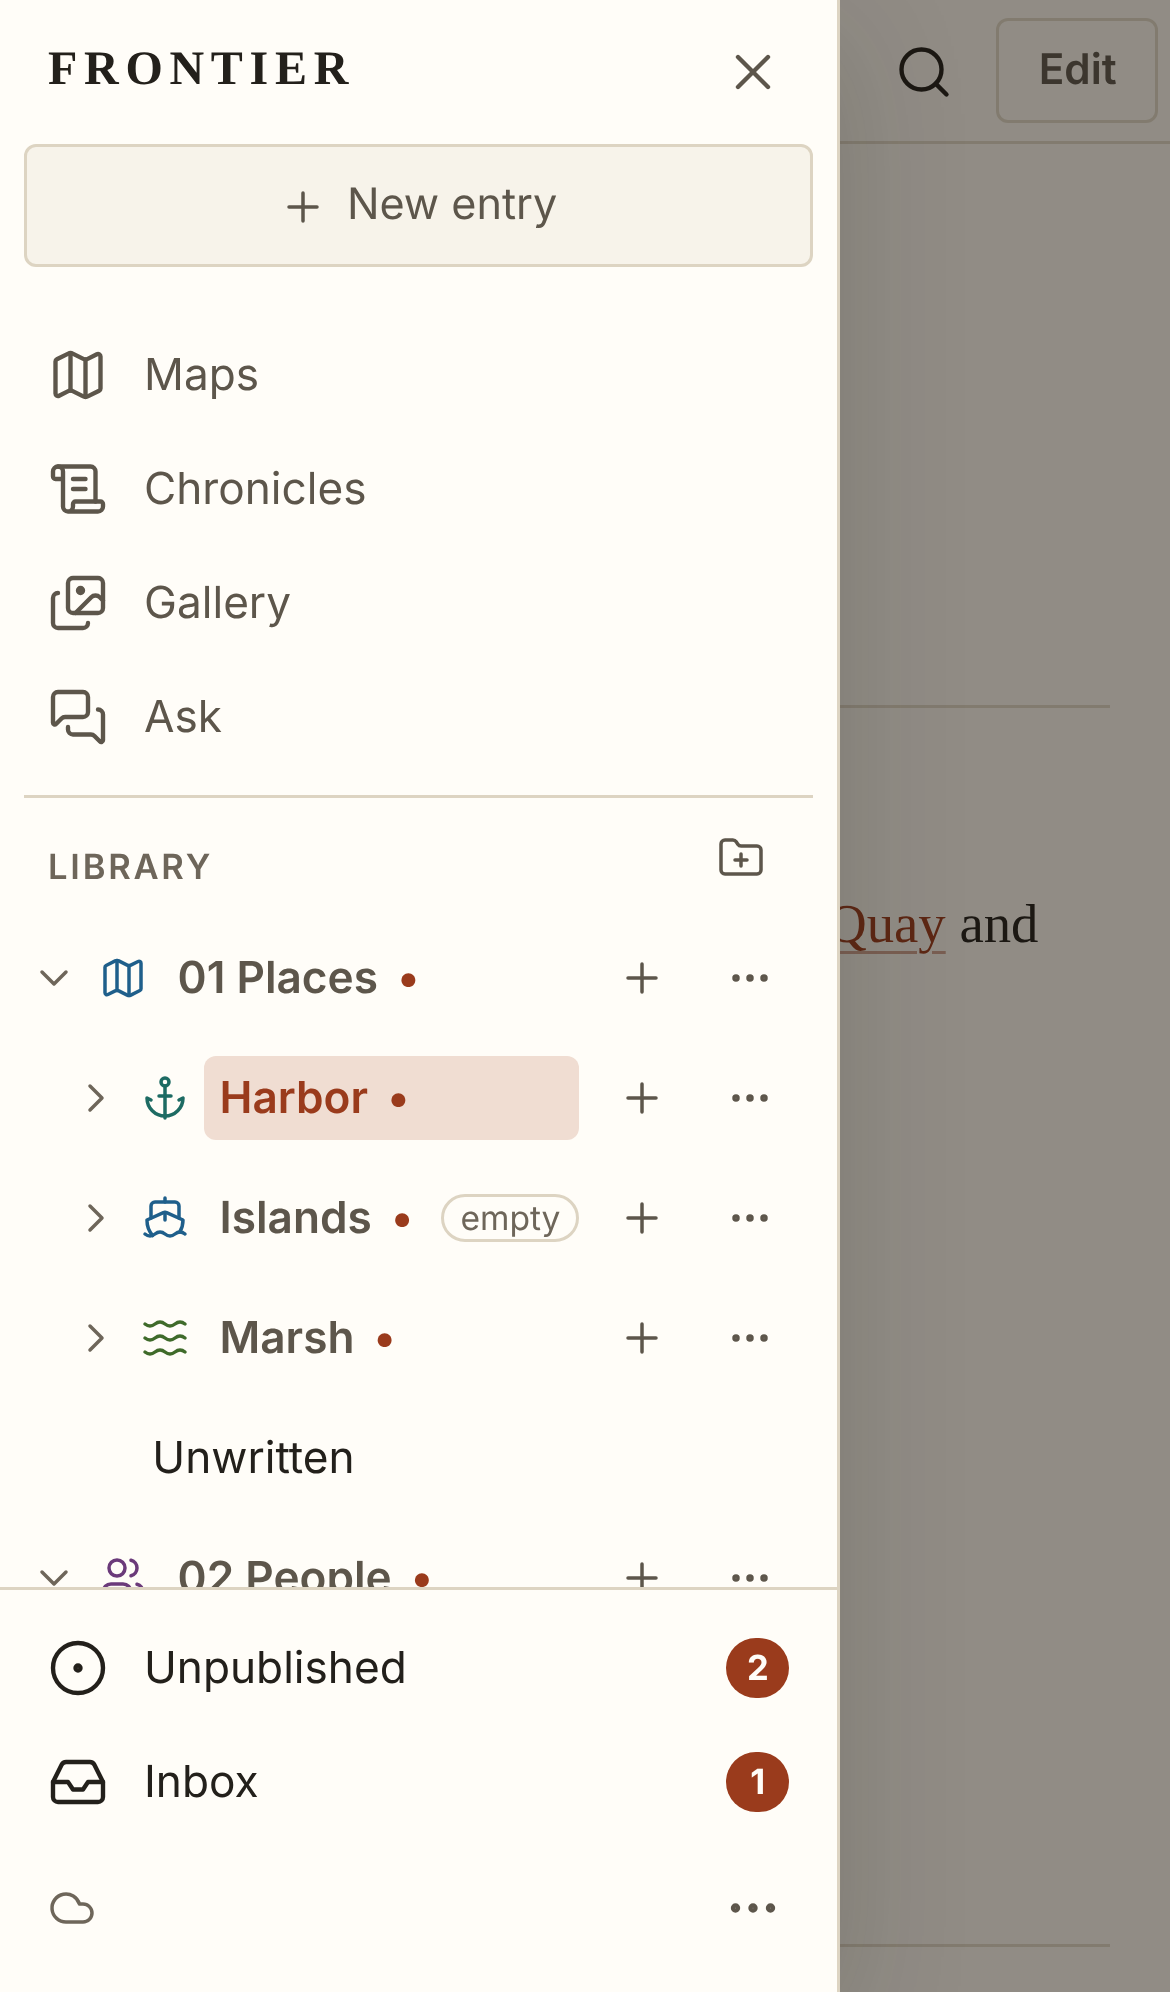 FRONTIER
Edit
New entry
Maps
Chronicles
Gallery
Ask
LIBRARY
Quay and
01 Places
Harbor
Islands empty
Marsh
Unwritten
02 People
Unpublished 2
Inbox 1